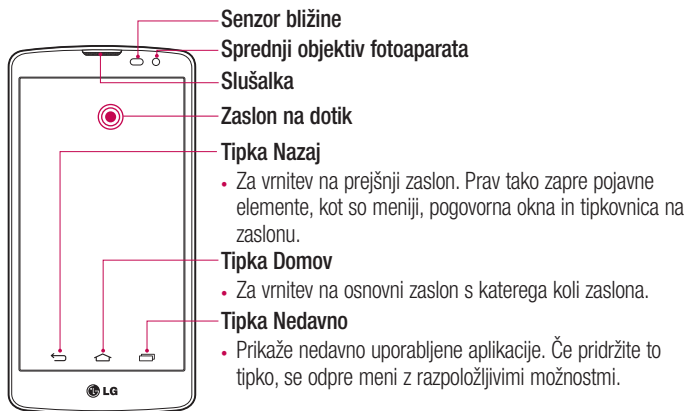 Senzor bližine
Sprednji objektiv fotoaparata
Slušalka
Zaslon na dotik
Tipka Nazaj
• Za vrnitev na prejšnji zaslon. Prav tako zapre pojavne
elemente, kot so meniji, pogovorna okna in tipkovnica na
zaslonu.
Tipka Domov
• Za vrnitev na osnovni zaslon s katerega koli zaslona.
Tipka Nedavno
• Prikaže nedavno uporabljene aplikacije. Če pridržite to
tipko, se odpre meni z razpoložljivimi možnostmi.
LG